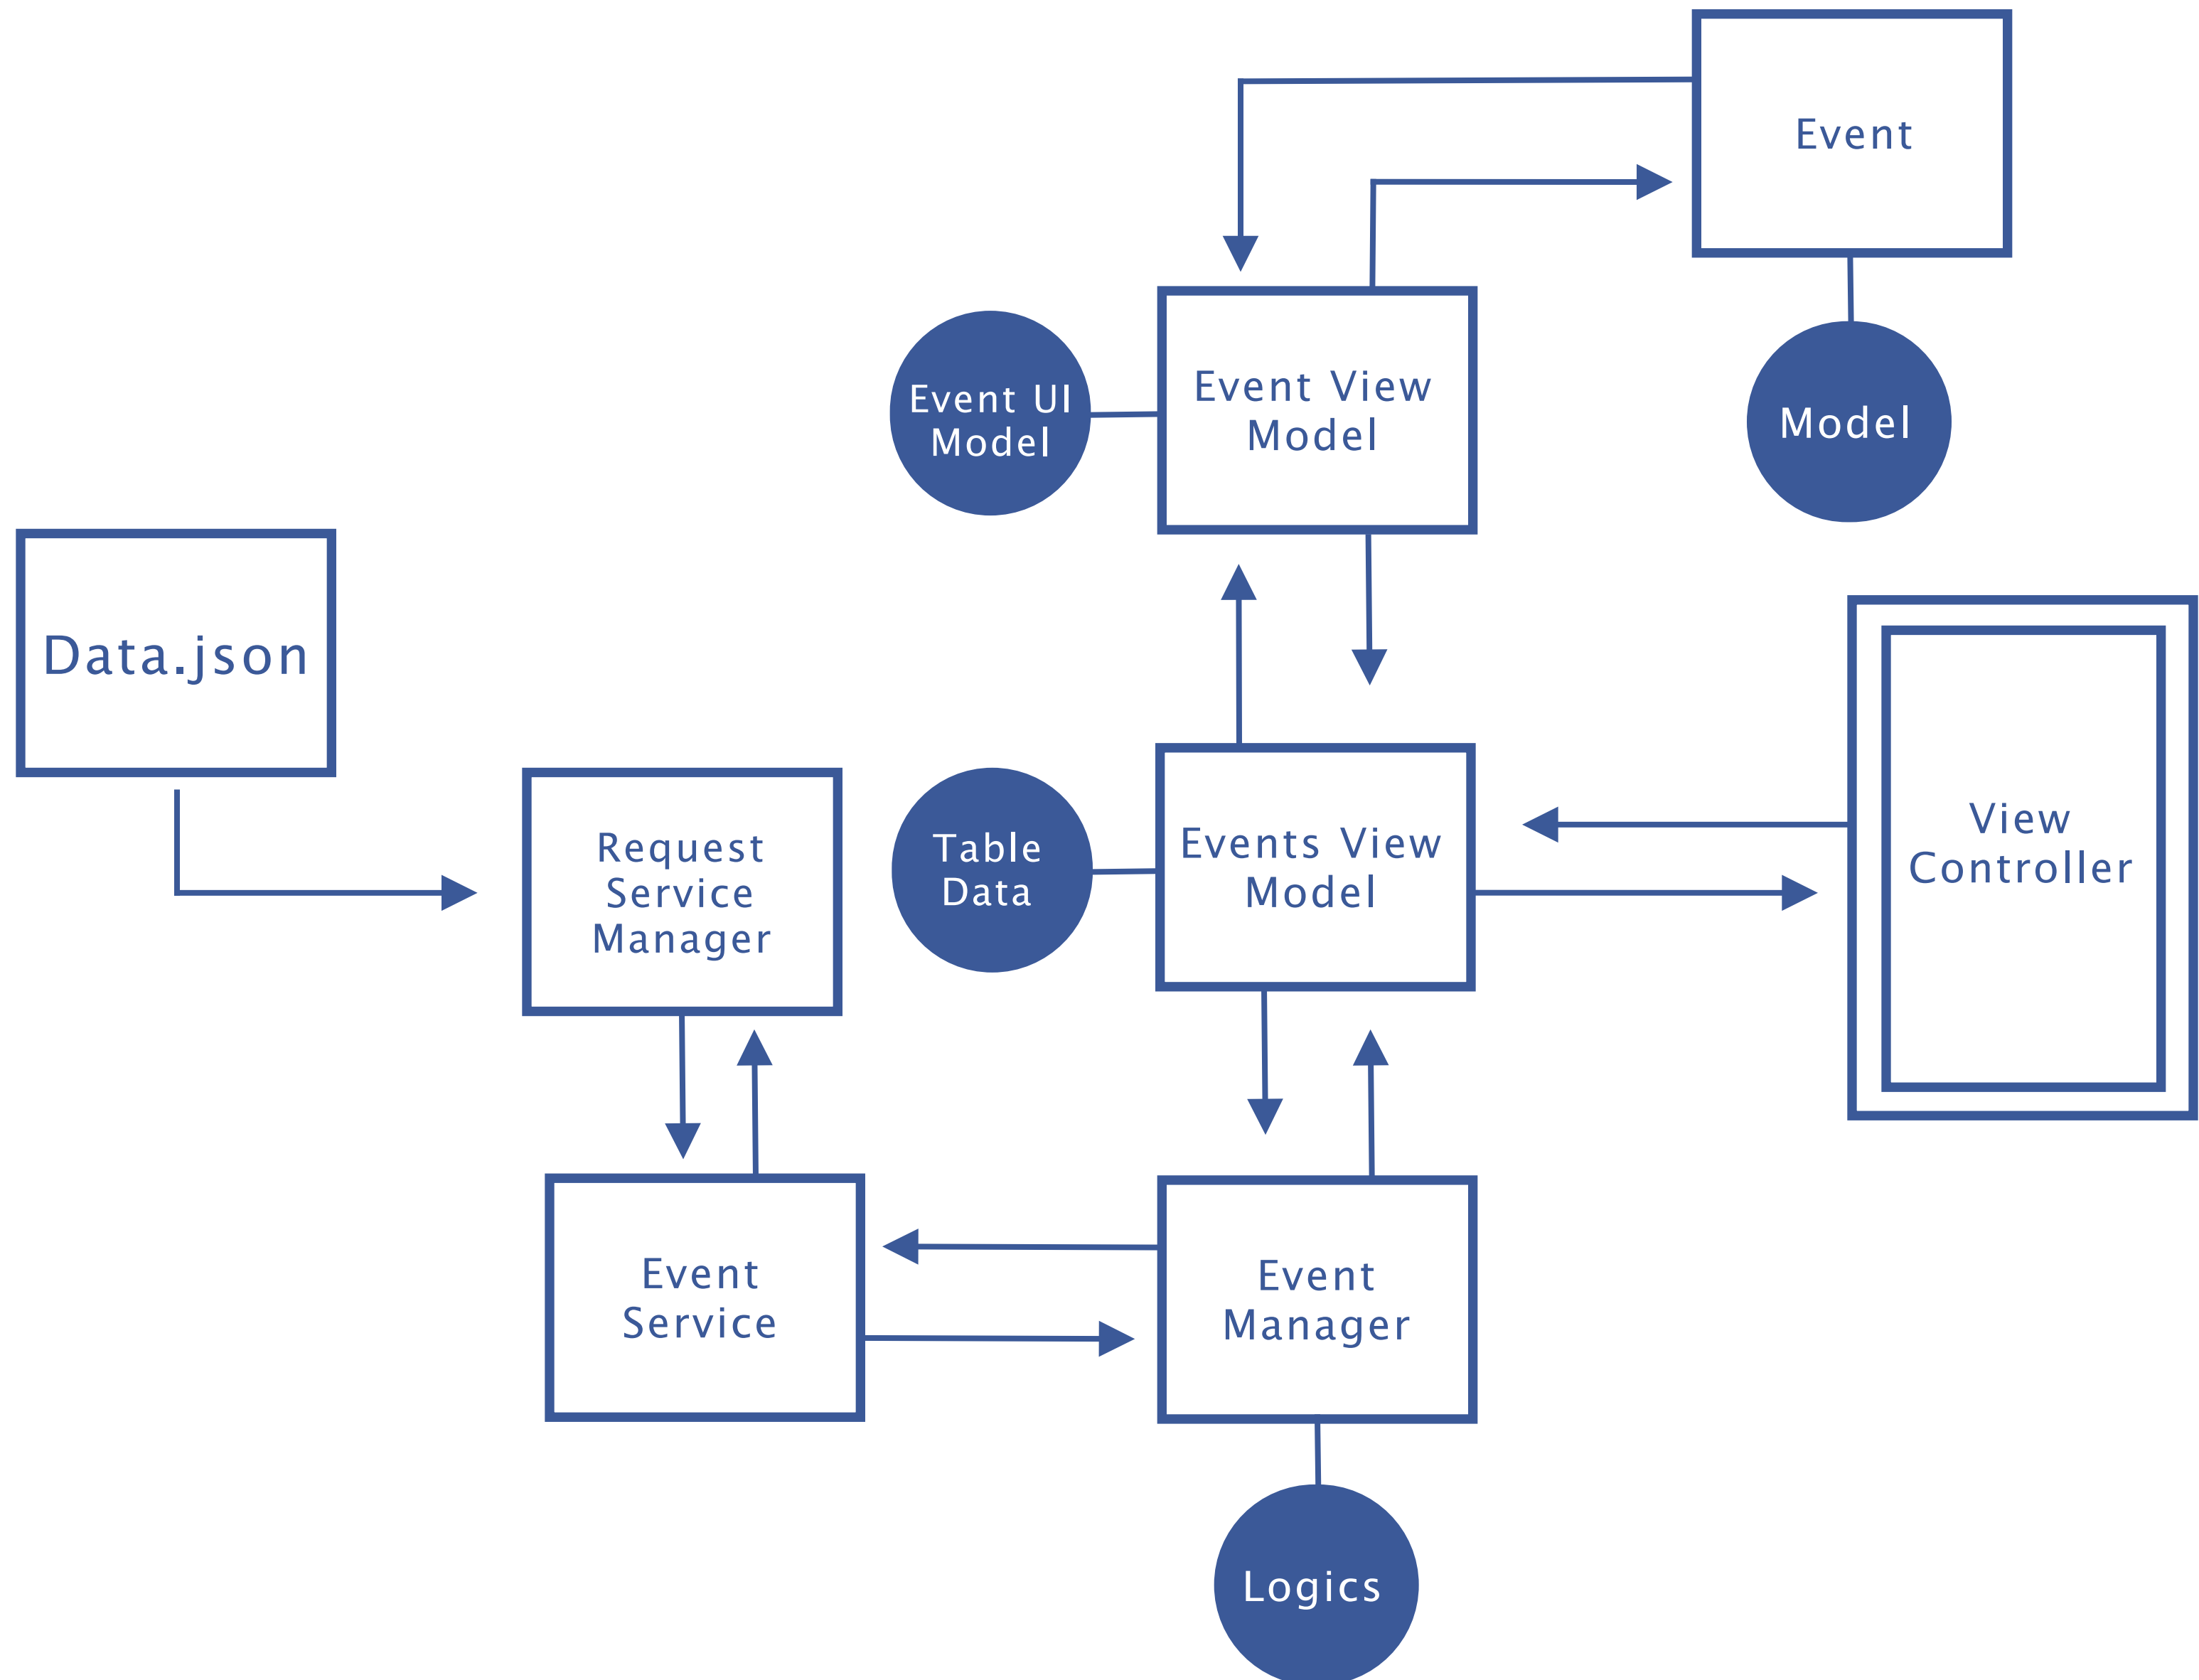 Event
Event View
Model
Event UI
Model
Model
Data.json
Request
Service
Manager
Table
Data
Events View
Model
View
Controller
Event
Service
Event
Manager
Logics